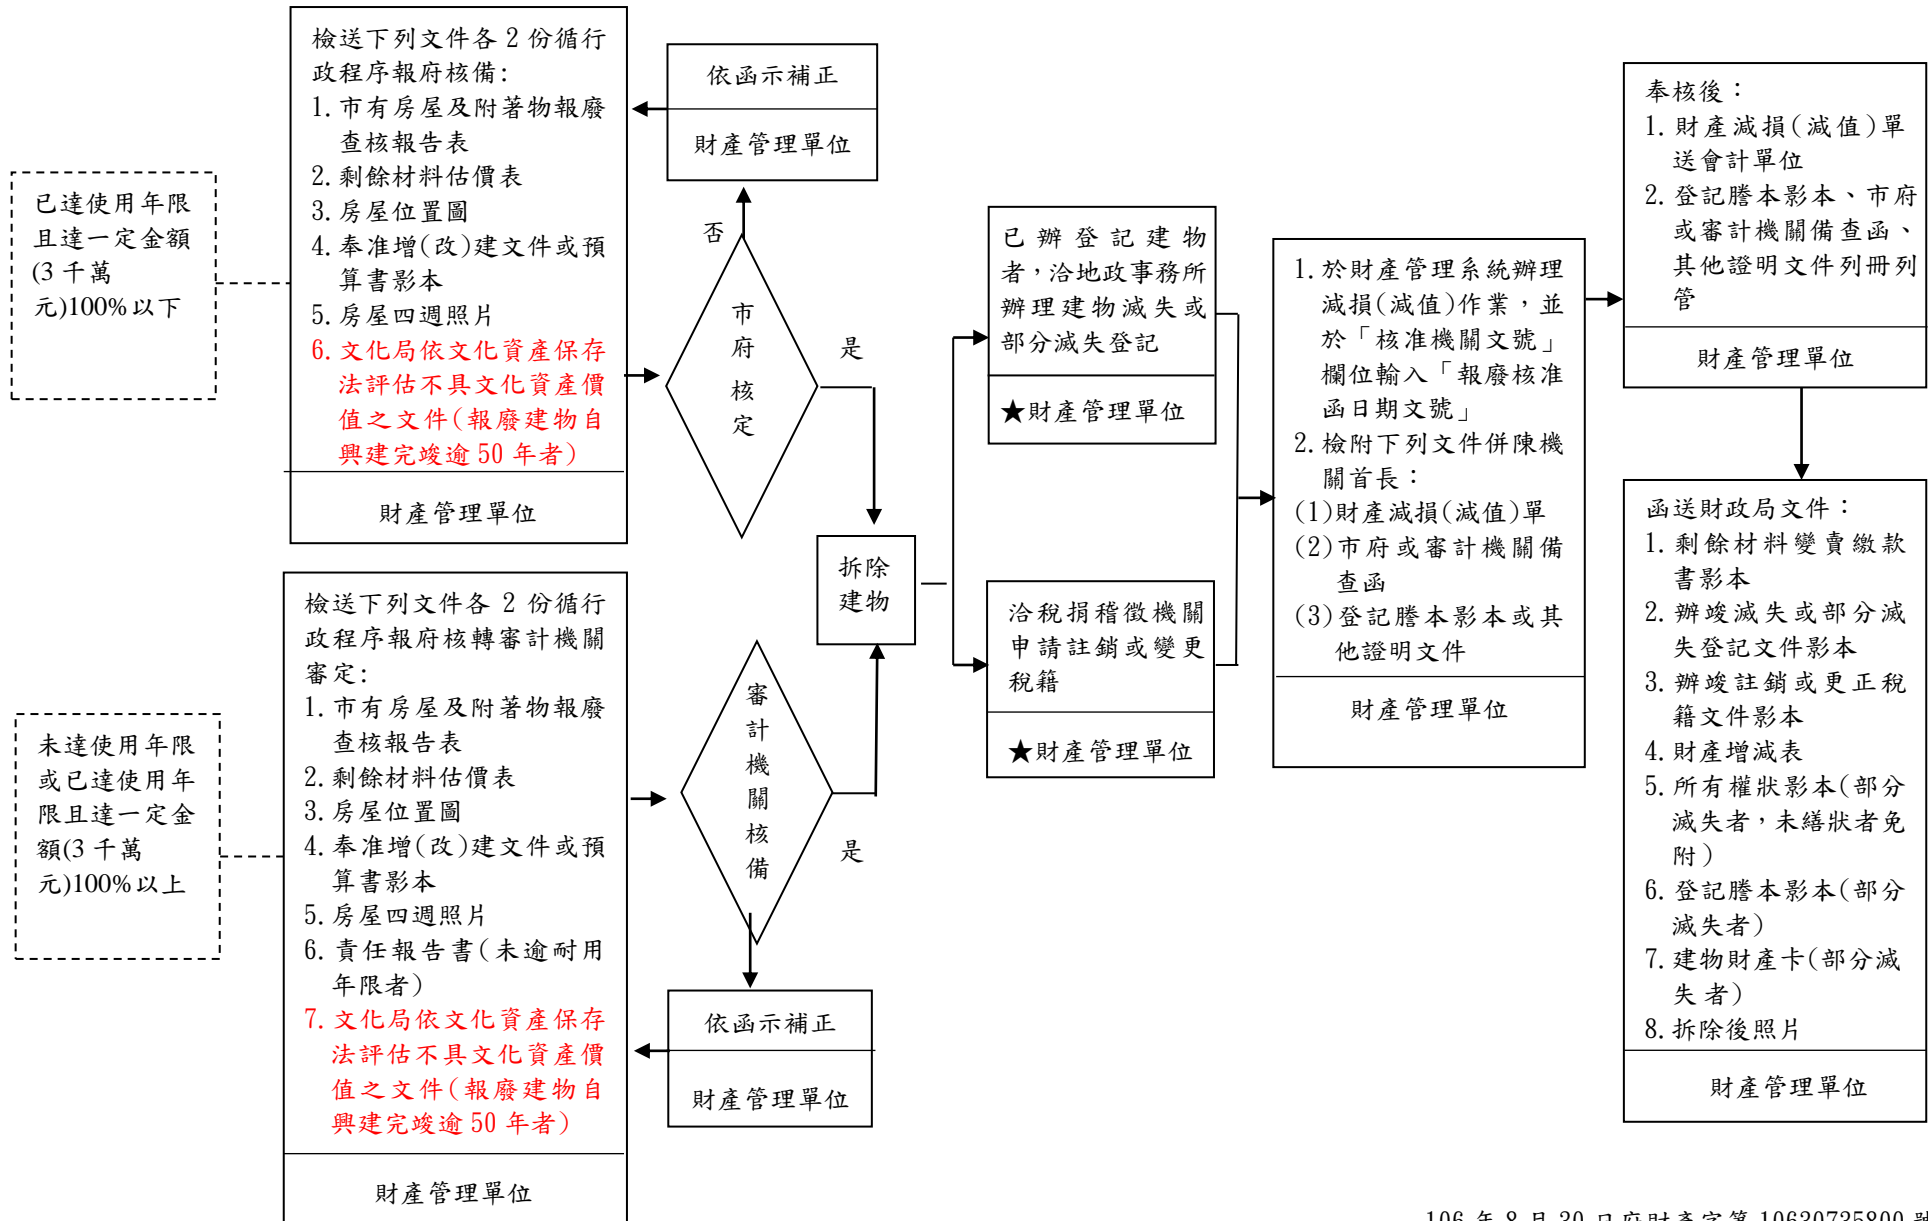 已達使用年限
且達一定金額
(3 千萬
元)100%以下
檢送下列文件各 2 份循行
政程序報府核備:
1. 市有房屋及附著物報廢
查核報告表
2. 剩餘材料估價表
3. 房屋位置圖
4. 奉准增(改)建文件或預
算書影本
5. 房屋四週照片
6. 文化局依文化資產保存
法評估不具文化資產價
值之文件(報廢建物自
興建完竣逾 50 年者)
財產管理單位
依函示補正
財產管理單位
否
市
府
核
定
是
未達使用年限
或已達使用年
限且達一定金
額(3 千萬
元)100%以上
檢送下列文件各 2 份循行
政程序報府核轉審計機關
審定:
1. 市有房屋及附著物報廢
查核報告表
2. 剩餘材料估價表
3. 房屋位置圖
4. 奉准增(改)建文件或預
算書影本
5. 房屋四週照片
6. 責任報告書(未逾耐用
年限者)
7. 文化局依文化資產保存
法評估不具文化資產價
值之文件(報廢建物自
興建完竣逾 50 年者)
財產管理單位
審
計
機
關
核
備
是
依函示補正
財產管理單位
拆除
建物
已辦登記建物
者，洽地政事務所
辦理建物滅失或
部分滅失登記
★財產管理單位
洽稅捐稽徵機關
申請註銷或變更
稅籍
★財產管理單位
1. 於財產管理系統辦理
減損(減值)作業，並
於「核准機關文號」
欄位輸入「報廢核准
函日期文號」
2. 檢附下列文件併陳機
關首長：
(1)財產減損(減值)單
(2)市府或審計機關備
查函
(3)登記謄本影本或其
他證明文件
財產管理單位
奉核後：
1. 財產減損(減值)單
送會計單位
2. 登記謄本影本、市府
或審計機關備查函、
其他證明文件列冊列
管
財產管理單位
函送財政局文件：
1. 剩餘材料變賣繳款
書影本
2. 辦竣滅失或部分滅
失登記文件影本
3. 辦竣註銷或更正稅
籍文件影本
4. 財產增減表
5. 所有權狀影本(部分
滅失者，未繕狀者免
附)
6. 登記謄本影本(部分
滅失者)
7. 建物財產卡(部分滅
失者)
8. 拆除後照片
財產管理單位
106 年 8 月 30 日府財產字第 10630735800 號